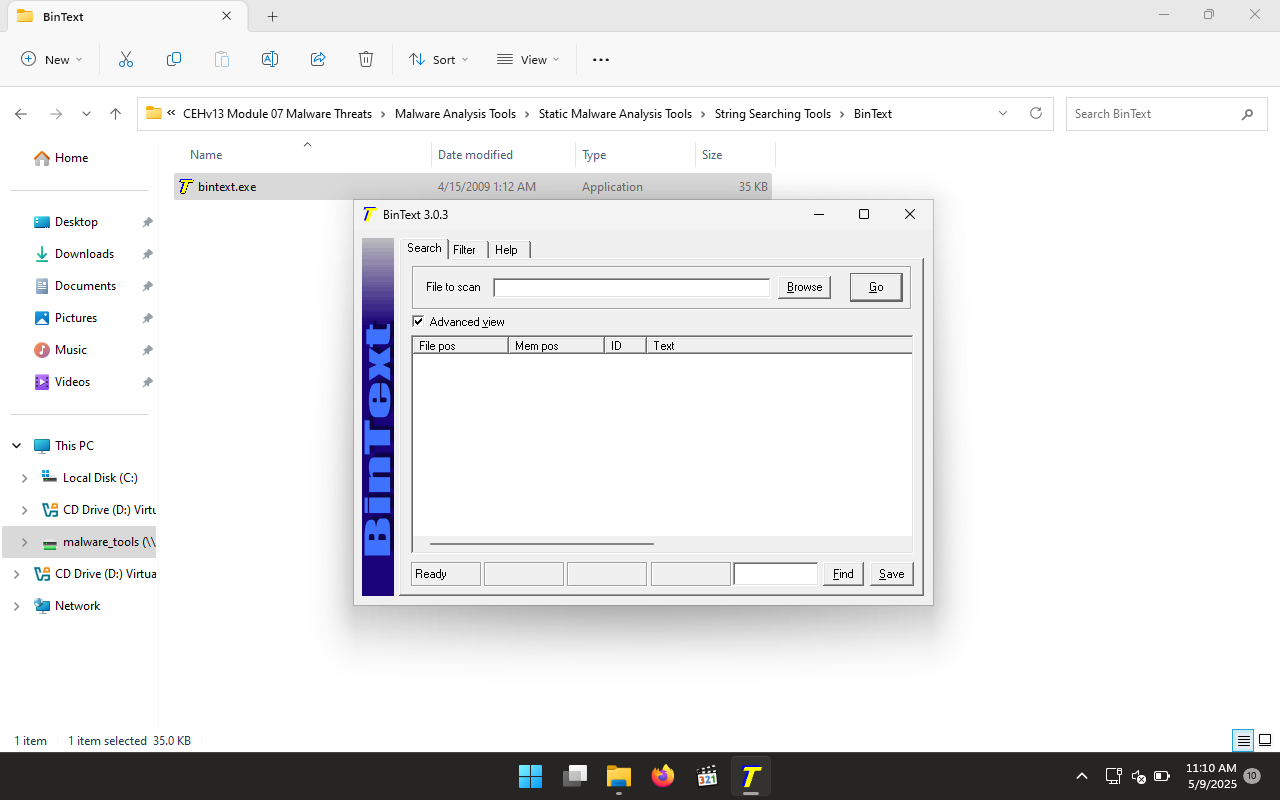 BinText
New
Sort
View
« CEHv13 Module 07 Malware Threats > Malware Analysis Tools > Static Malware Analysis Tools > String Searching Tools > BinText
Search BinText
Home
Desktop
Downloads
Documents
Pictures
Music
Videos
This PC
Local Disk (C:)
CD Drive (D:) Virtu
malware_tools (\\
CD Drive (D:) Virtua
Network
Name Date modified Type Size
bintext.exe 4/15/2009 1:12 AM Application 35 KB
BinText 3.0.3
BinText
Search Filter Help
File to scan Browse Go
Advanced view
File pos Mem pos ID Text
Ready Find Save
1 item 1 item selected 35.0 KB
321
11:10 AM
5/9/2025
10